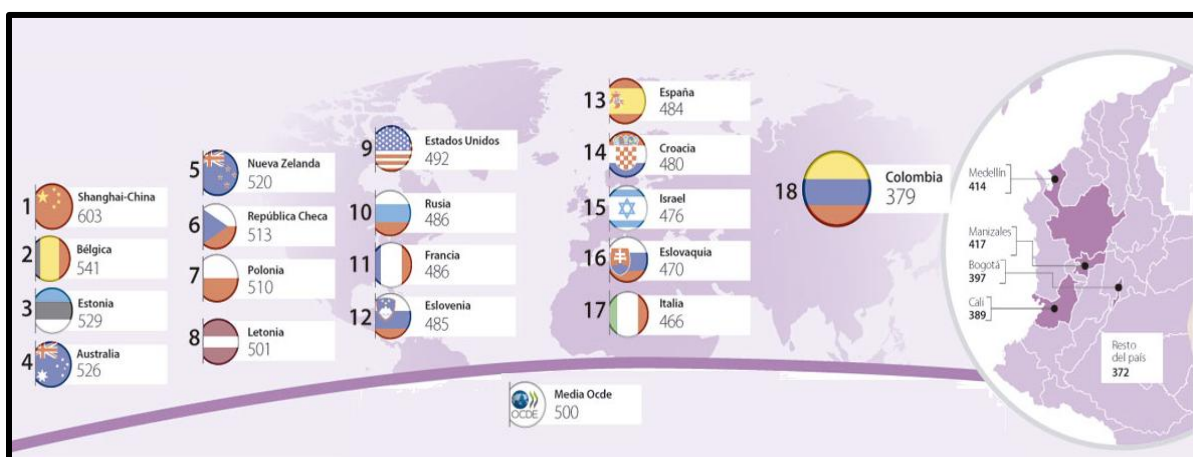 1
Shanghai-China
603
2
Bélgica
541
3
Estonia
529
4
Australia
526
5
Nueva Zelanda
520
6
República Checa
513
7
Polonia
510
8
Letonia
501
9
Estados Unidos
492
10
Rusia
486
11
Francia
486
12
Eslovenia
485
13
España
484
14
Croacia
480
15
Israel
476
16
Eslovaquia
470
17
Italia
466
18
Colombia
379
OCDE
Media Ocde
500
Medellín
414
Manizales
417
Bogotá
397
Cali
389
Resto
del país
372